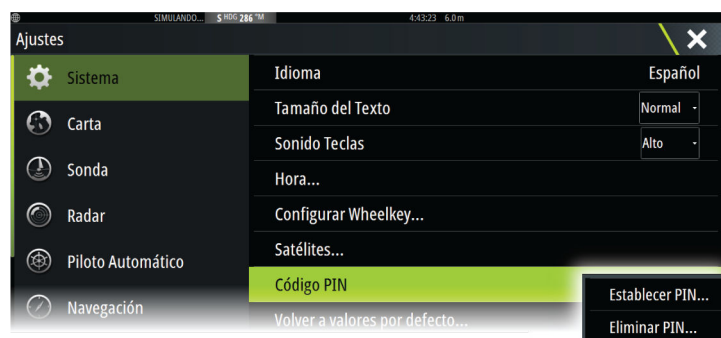 SIMULANDO... S HDG 286 °M 4:43:23 6.0 m
Ajustes
Sistema
Carta
Sonda
Radar
Piloto Automático
Navegación
Idioma Español
Tamaño del Texto Normal
Sonido Teclas Alto
Hora...
Configurar Wheelkey...
Satélites...
Código PIN
Volver a valores por defecto...
Establecer PIN...
Eliminar PIN...